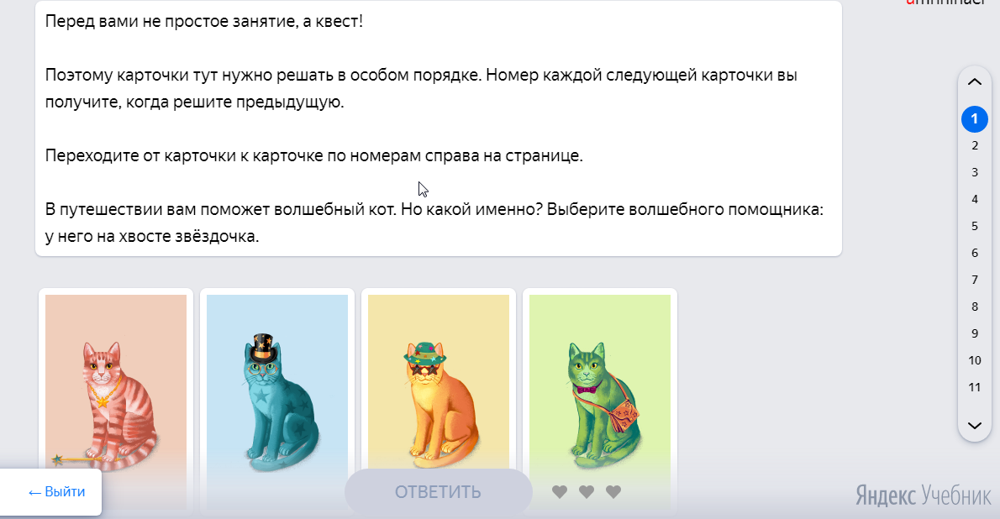 Перед вами не простое занятие, а квест!
Поэтому карточки тут нужно решать в особом порядке. Номер каждой следующей карточки вы
получите, когда решите предыдущую.
Переходите от карточки к карточке по номерам справа на странице.
В путешествии вам поможет волшебный кот. Но какой именно? Выберите волшебного помощника:
у него на хвосте звёздочка.
1
2
3
4
5
6
7
8
9
10
11
← Выйти
ОТВЕТИТЬ
Яндекс Учебник